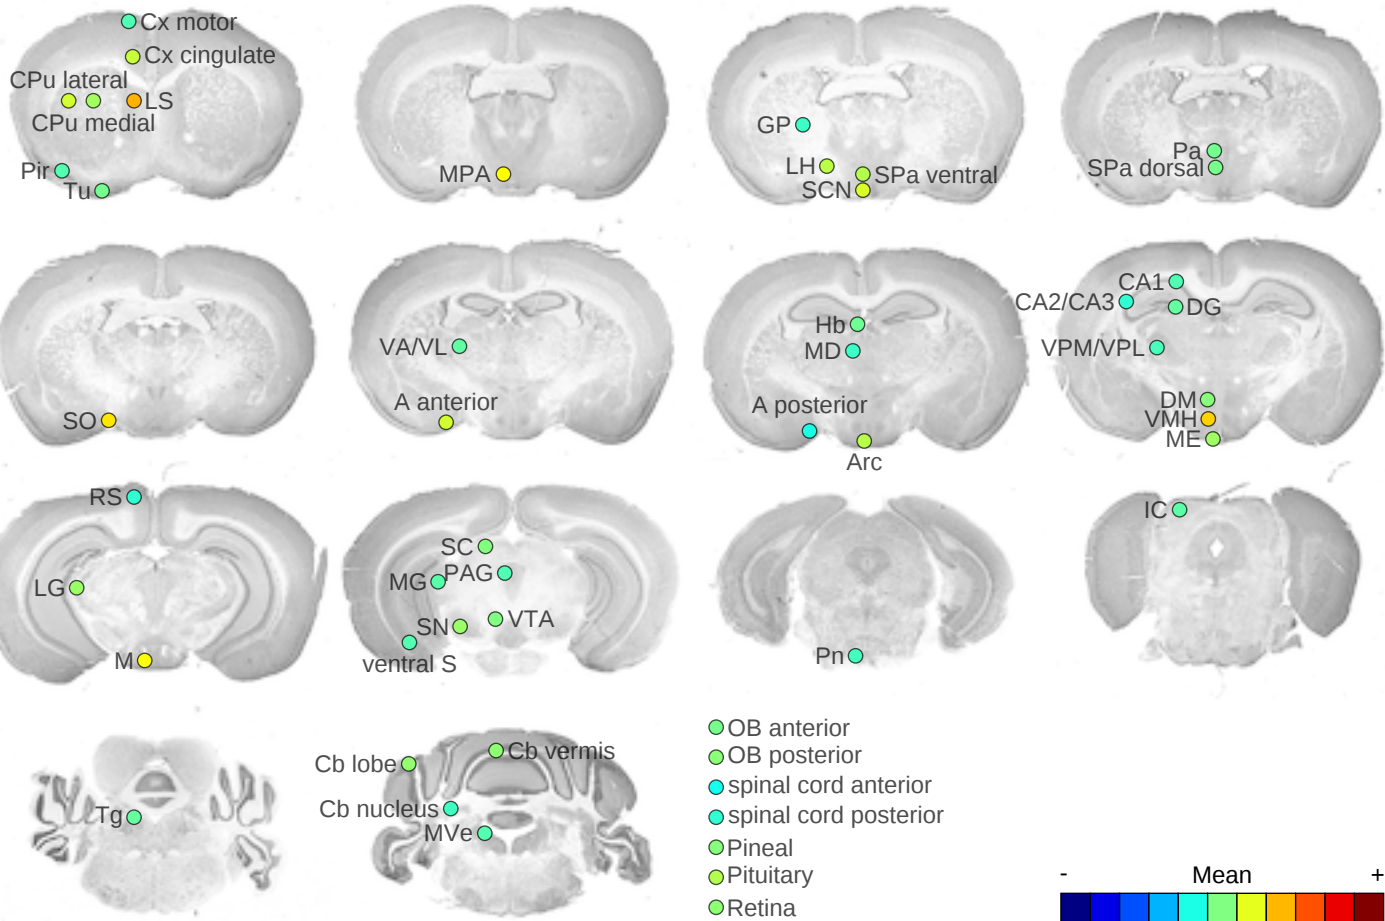 Cx motor
Cx cingulate
CPu lateral
LS
CPu medial
Pir
Tu
MPA
GP
LH
SPa ventral
SCN
Pa
SPa dorsal
SO
VA/VL
A anterior
Hb
MD
A posterior
Arc
CA1
CA2/CA3
DG
VPM/VPL
DM
VMH
ME
RS
LG
M
SC
MG
PAG
SN
VTA
ventral S
Pn
IC
Tg
Cb lobe
Cb vermis
Cb nucleus
MVe
OB anterior
OB posterior
spinal cord anterior
spinal cord posterior
Pineal
Pituitary
Retina
- Mean +